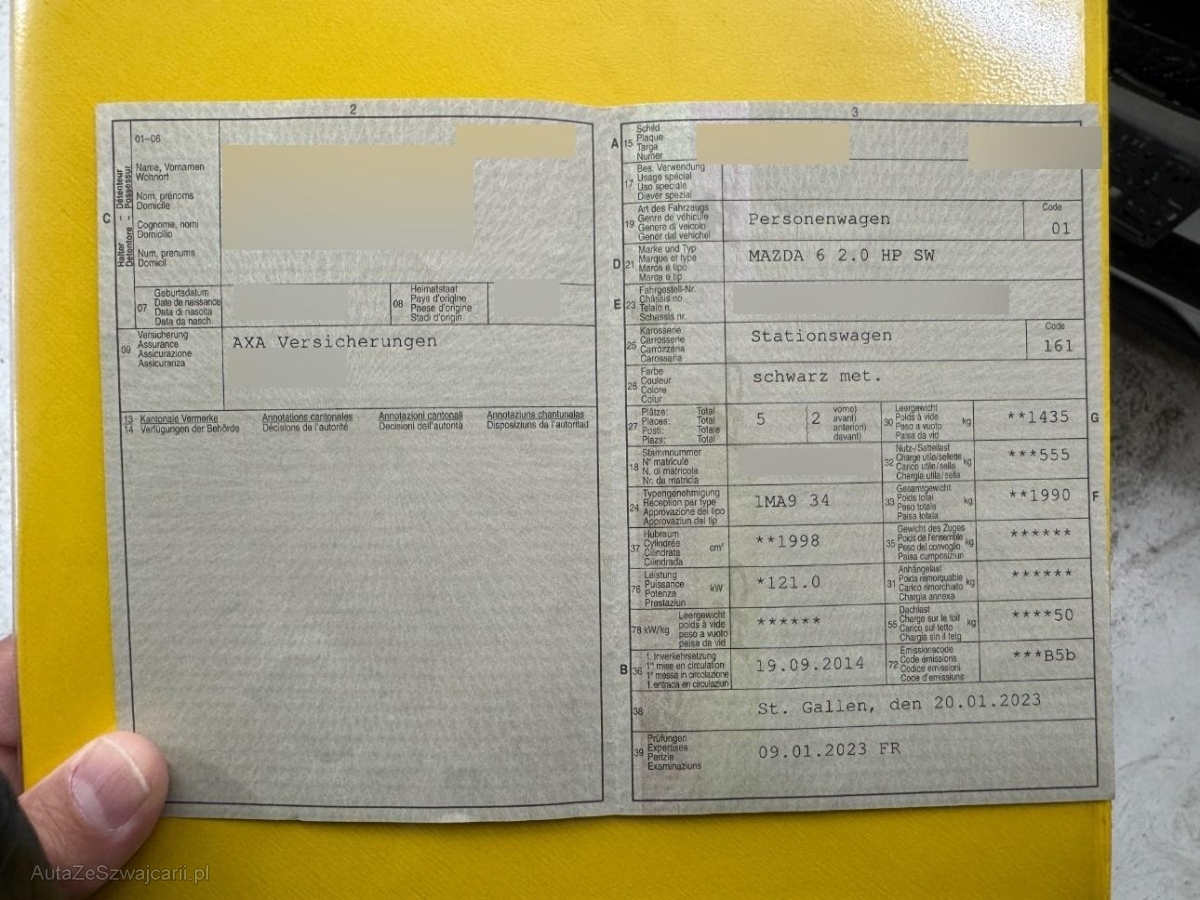 2
01-06
C
Halter – Détenteur
Detentore – Possessur
Name, Vornamen
Wohnort
Nom, prénoms
Domicile
Cognome, nomi
Domicilio
Num, prenums
Domicil
07
Geburtsdatum
Date de naissance
Data di nascita
Data da nasch.
08
Heimatstaat
Pays d'origine
Paese d'origine
Stadi d'origin
09
Versicherung
Assurance
Assicurazione
Assicuranza
AXA Versicherungen
13 Kantonale Vermerke Annotations cantonales Annotazioni cantonali Annotaziuns chantunalas
14 Verfügungen der Behörde Décisions de l'autorité Decisioni dell'autorità Disposiziuns da l'autoritad
3
A 15
Schild
Plaque
Targa
Numer
17
Bes. Verwendung
Usage spécial
Uso speciale
Diever spezial
19
Art des Fahrzeugs
Genre de véhicule
Genere di veicolo
Gener dal vehichel
Personenwagen
Code
01
D 21
Marke und Typ
Marque et type
Marca e tipo
Marca e tip
MAZDA 6 2.0 HP SW
E 23
Fahrgestell-Nr.
Châssis no
Telaio n.
Schassis nr.
25
Karosserie
Carrosserie
Carrozzeria
Carossaria
Stationswagen
Code
161
26
Farbe
Couleur
Colore
Colur
schwarz met.
27
Plätze: Total
Places: Total
Posti: Totale
Plazs: Total
5
2
vorne)
avant)
anteriori)
davant)
30
Leergewicht
Poids à vide
Peso a vuoto
Paisa da vid
kg
**1435
G
18
Stammnummer
N° matricule
N. di matricola
Nr. da matricla
32
Nutz-/Sattellast
Charge utile/sellette
Carico utile/sella
Chargia utila/sella
kg
***555
24
Typengenehmigung
Réception par type
Approvazione del tipo
Approvaziun dal tip
1MA9 34
33
Gesamtgewicht
Poids total
Peso totale
Paisa totala
kg
**1990
F
37
Hubraum
Cylindrée
Cilindrata
Cilindrada
cm³
**1998
35
Gewicht des Zuges
Poids de l'ensemble
Peso del convoglio
Paisa cumposiziun
kg
******
76
Leistung
Puissance
Potenza
Prestaziun
kW
*121.0
31
Anhängelast
Poids remorquable
Carico rimorchiato
Chargia annexa
kg
******
78 kW/kg
Leergewicht
poids à vide
peso a vuoto
paisa da vid
******
55
Dachlast
Charge sur le toit
Carico sul tetto
Chargia sin il tetg
kg
****50
B 36
1. Inverkehrsetzung
1re mise en circulation
1a messa in circolazione
1. entrada en circulaziun
19.09.2014
72
Emissionscode
Code émissions
Codice emissioni
Code d'emissiuns
***B5b
38
St. Gallen, den 20.01.2023
39
Prüfungen
Expertises
Perizie
Examinaziuns
09.01.2023 FR
AutaZeSzwajcarii.pl